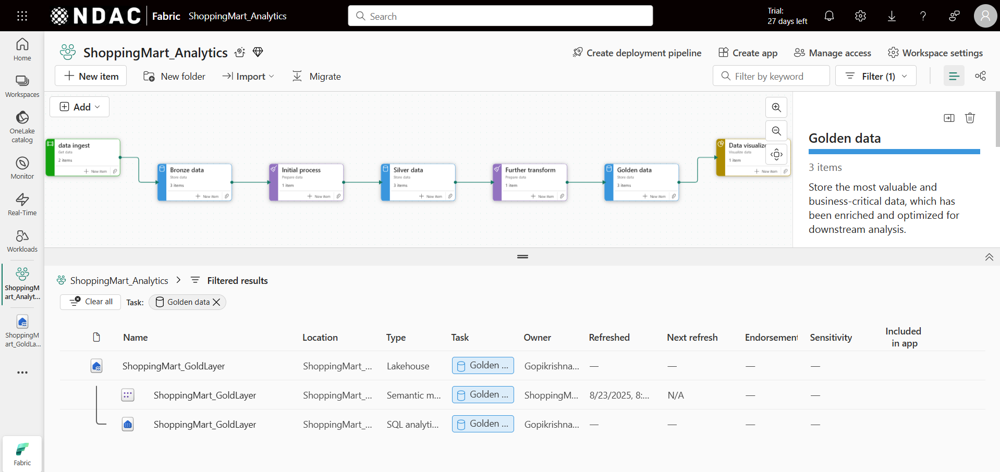 NDAC Fabric ShoppingMart_Analytics
Search
Trial:
27 days left
Home
Workspaces
OneLake
catalog
Monitor
Real-Time
Workloads
ShoppingM
art_Analyt...
ShoppingM
art_GoldLa...
Fabric
ShoppingMart_Analytics
Create deployment pipeline
Create app
Manage access
Workspace settings
New item
New folder
Import
Migrate
Filter by keyword
Filter (1)
Add
data ingest
Get data
2 items
New item
Bronze data
Store data
3 items
New item
Initial process
Prepare data
1 item
New item
Silver data
Store data
3 items
New item
Further transform
Prepare data
1 item
New item
Golden data
Store data
3 items
New item
Data visualize
Visualize data
1 item
New item
Golden data
3 items
Store the most valuable and
business-critical data, which has
been enriched and optimized for
downstream analysis.
ShoppingMart_Analytics > Filtered results
Clear all Task: Golden data
Name Location Type Task Owner Refreshed Next refresh Endorsement Sensitivity Included
in app
ShoppingMart_GoldLayer ShoppingMart_... Lakehouse Golden ... Gopikrishna... — — — —
ShoppingMart_GoldLayer ShoppingMart_... Semantic m... Golden ... ShoppingM... 8/23/2025, 8:... N/A — —
ShoppingMart_GoldLayer ShoppingMart_... SQL analyti... Golden ... Gopikrishna... — — — —